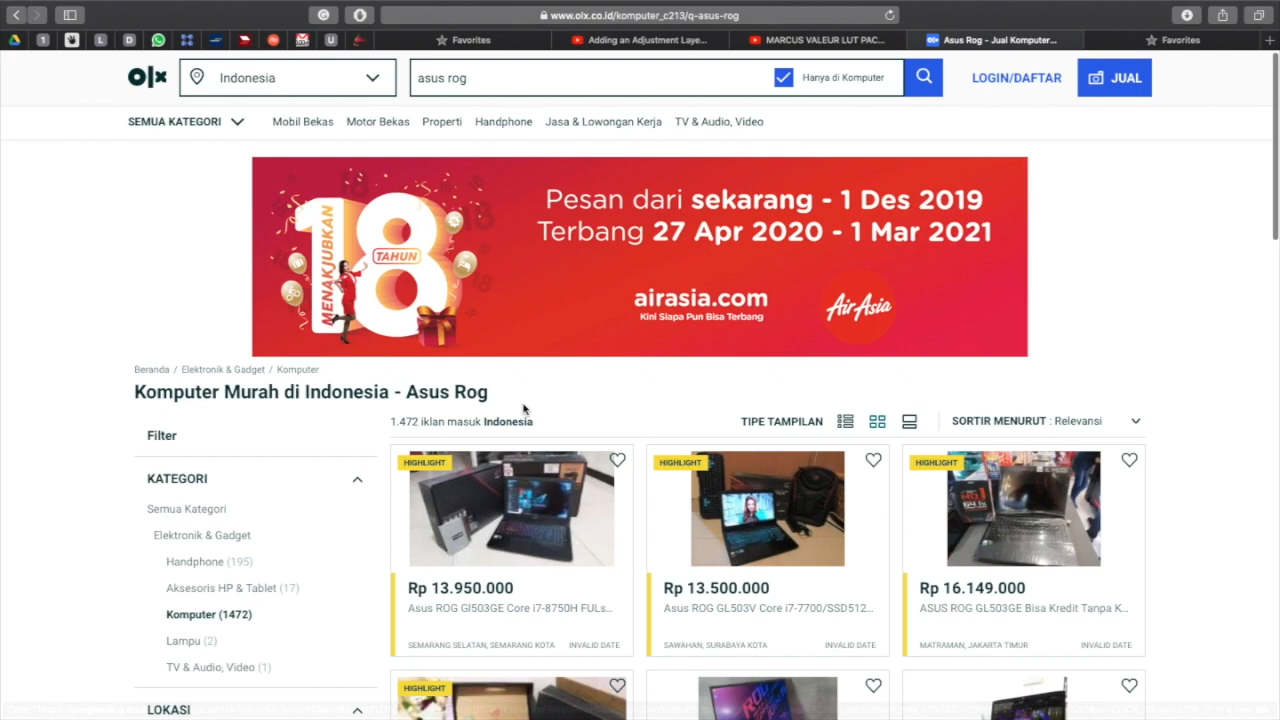 www.olx.co.id/komputer_c213/q-asus-rog
1
L
D
U
Favorites
Adding an Adjustment Laye...
MARCUS VALEUR LUT PAC...
Asus Rog - Jual Komputer...
Favorites
olx
Indonesia
asus rog
Hanya di Komputer
LOGIN/DAFTAR
JUAL
SEMUA KATEGORI
Mobil Bekas
Motor Bekas
Properti
Handphone
Jasa & Lowongan Kerja
TV & Audio, Video
MENAKJUBKAN
18
TAHUN
Pesan dari sekarang - 1 Des 2019
Terbang 27 Apr 2020 - 1 Mar 2021
airasia.com
Kini Siapa Pun Bisa Terbang
AirAsia
Beranda / Elektronik & Gadget / Komputer
Komputer Murah di Indonesia - Asus Rog
1.472 iklan masuk Indonesia
TIPE TAMPILAN
SORTIR MENURUT : Relevansi
Filter
KATEGORI
Semua Kategori
Elektronik & Gadget
Handphone (195)
Aksesoris HP & Tablet (17)
Komputer (1472)
Lampu (2)
TV & Audio, Video (1)
LOKASI
HIGHLIGHT
Rp 13.950.000
Asus ROG Gl503GE Core i7-8750H FULs...
SEMARANG SELATAN, SEMARANG KOTA
INVALID DATE
HIGHLIGHT
Rp 13.500.000
Asus ROG GL503V Core i7-7700/SSD512...
SAWAHAN, SURABAYA KOTA
INVALID DATE
HIGHLIGHT
Rp 16.149.000
ASUS ROG GL503GE Bisa Kredit Tanpa K...
MATRAMAN, JAKARTA TIMUR
INVALID DATE
HIGHLIGHT